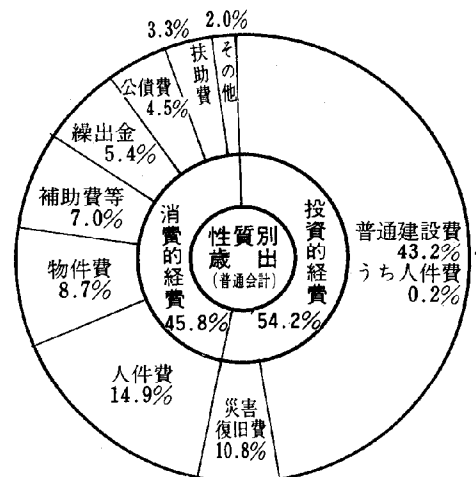 性質別
歳出
(普通会計)
投資的経費
54.2%
消費的経費
45.8%
普通建設費
43.2%
うち人件費
0.2%
災害
復旧費
10.8%
人件費
14.9%
物件費
8.7%
補助費等
7.0%
繰出金
5.4%
公債費
4.5%
3.3%
扶助費
2.0%
その他